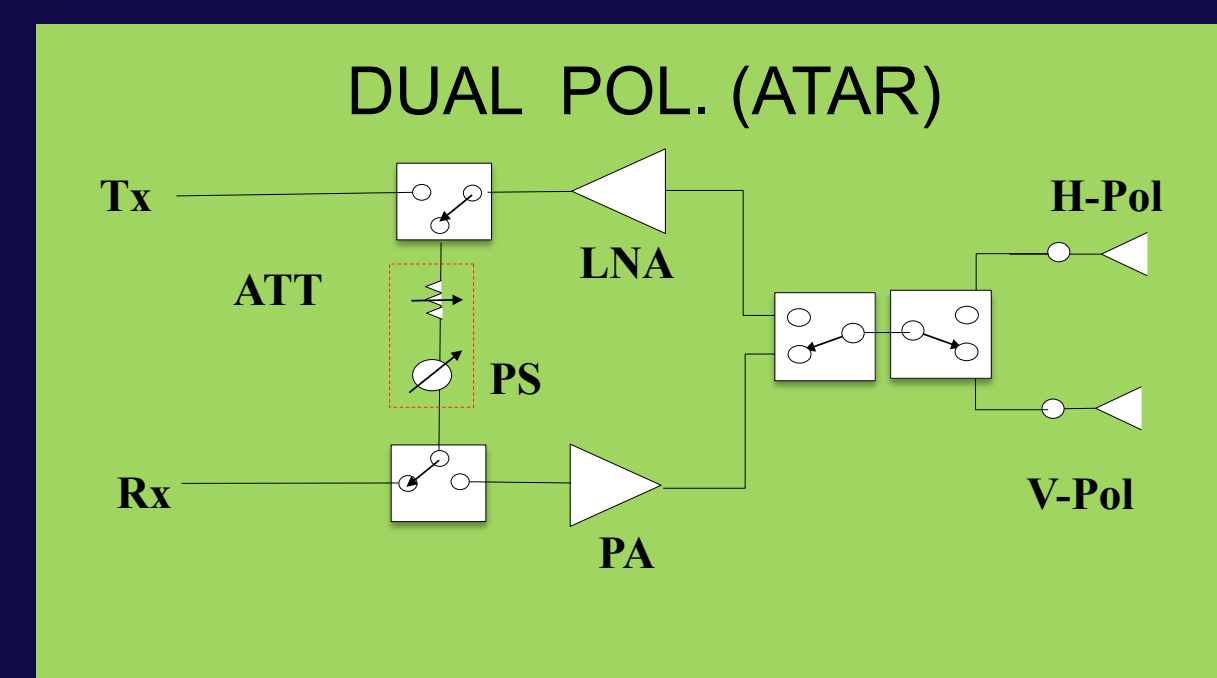 DUAL POL. (ATAR)
Tx
H-Pol
LNA
ATT
PS
Rx
V-Pol
PA